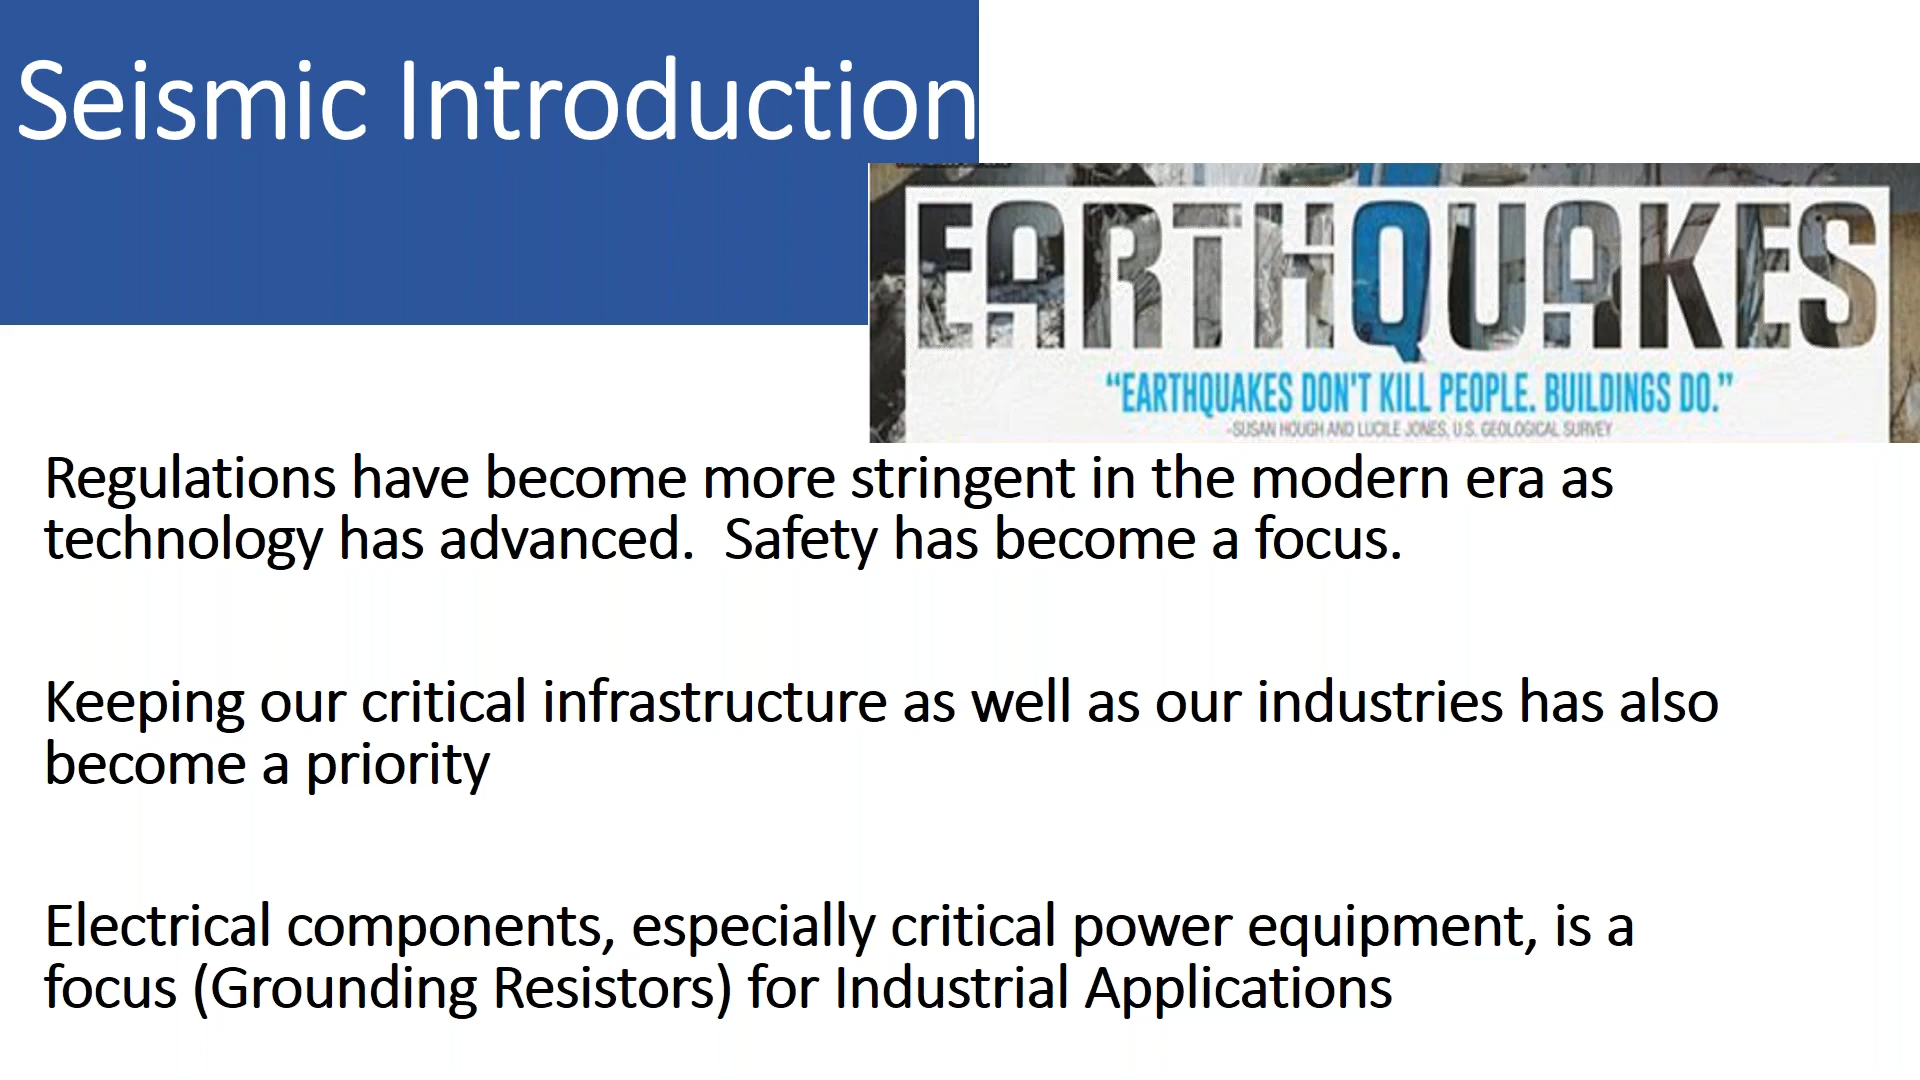 Seismic Introduction
EARTHQUAKES
“EARTHQUAKES DON'T KILL PEOPLE. BUILDINGS DO.”
-SUSAN HOUGH AND LUCILE JONES, U.S. GEOLOGICAL SURVEY
Regulations have become more stringent in the modern era as
technology has advanced.  Safety has become a focus.
Keeping our critical infrastructure as well as our industries has also
become a priority
Electrical components, especially critical power equipment, is a
focus (Grounding Resistors) for Industrial Applications